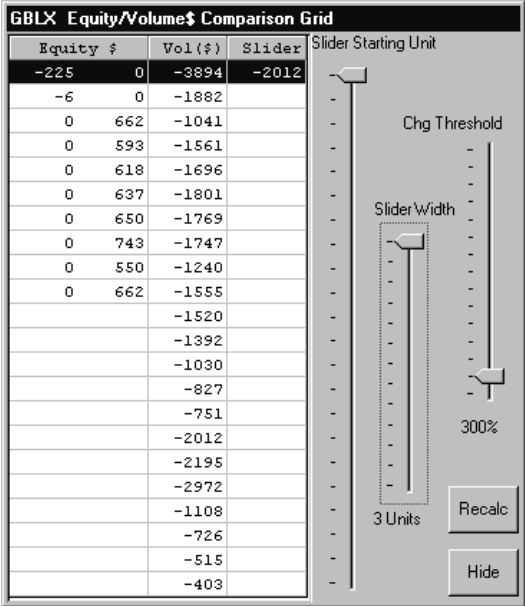 GBLX Equity/Volume$ Comparison Grid
Equity $ Vol($) Slider Slider Starting Unit
-225 0 -3894 -2012
-6 0 -1882
0 662 -1041 Chg Threshold
0 593 -1561
0 618 -1696
0 637 -1801
0 650 -1769 Slider Width
0 743 -1747
0 550 -1240
0 662 -1555
-1520
-1392
-1030
-827
-751
-2012 300%
-2195
-2972
-1108 3 Units Recalc
-726
-515 Hide
-403